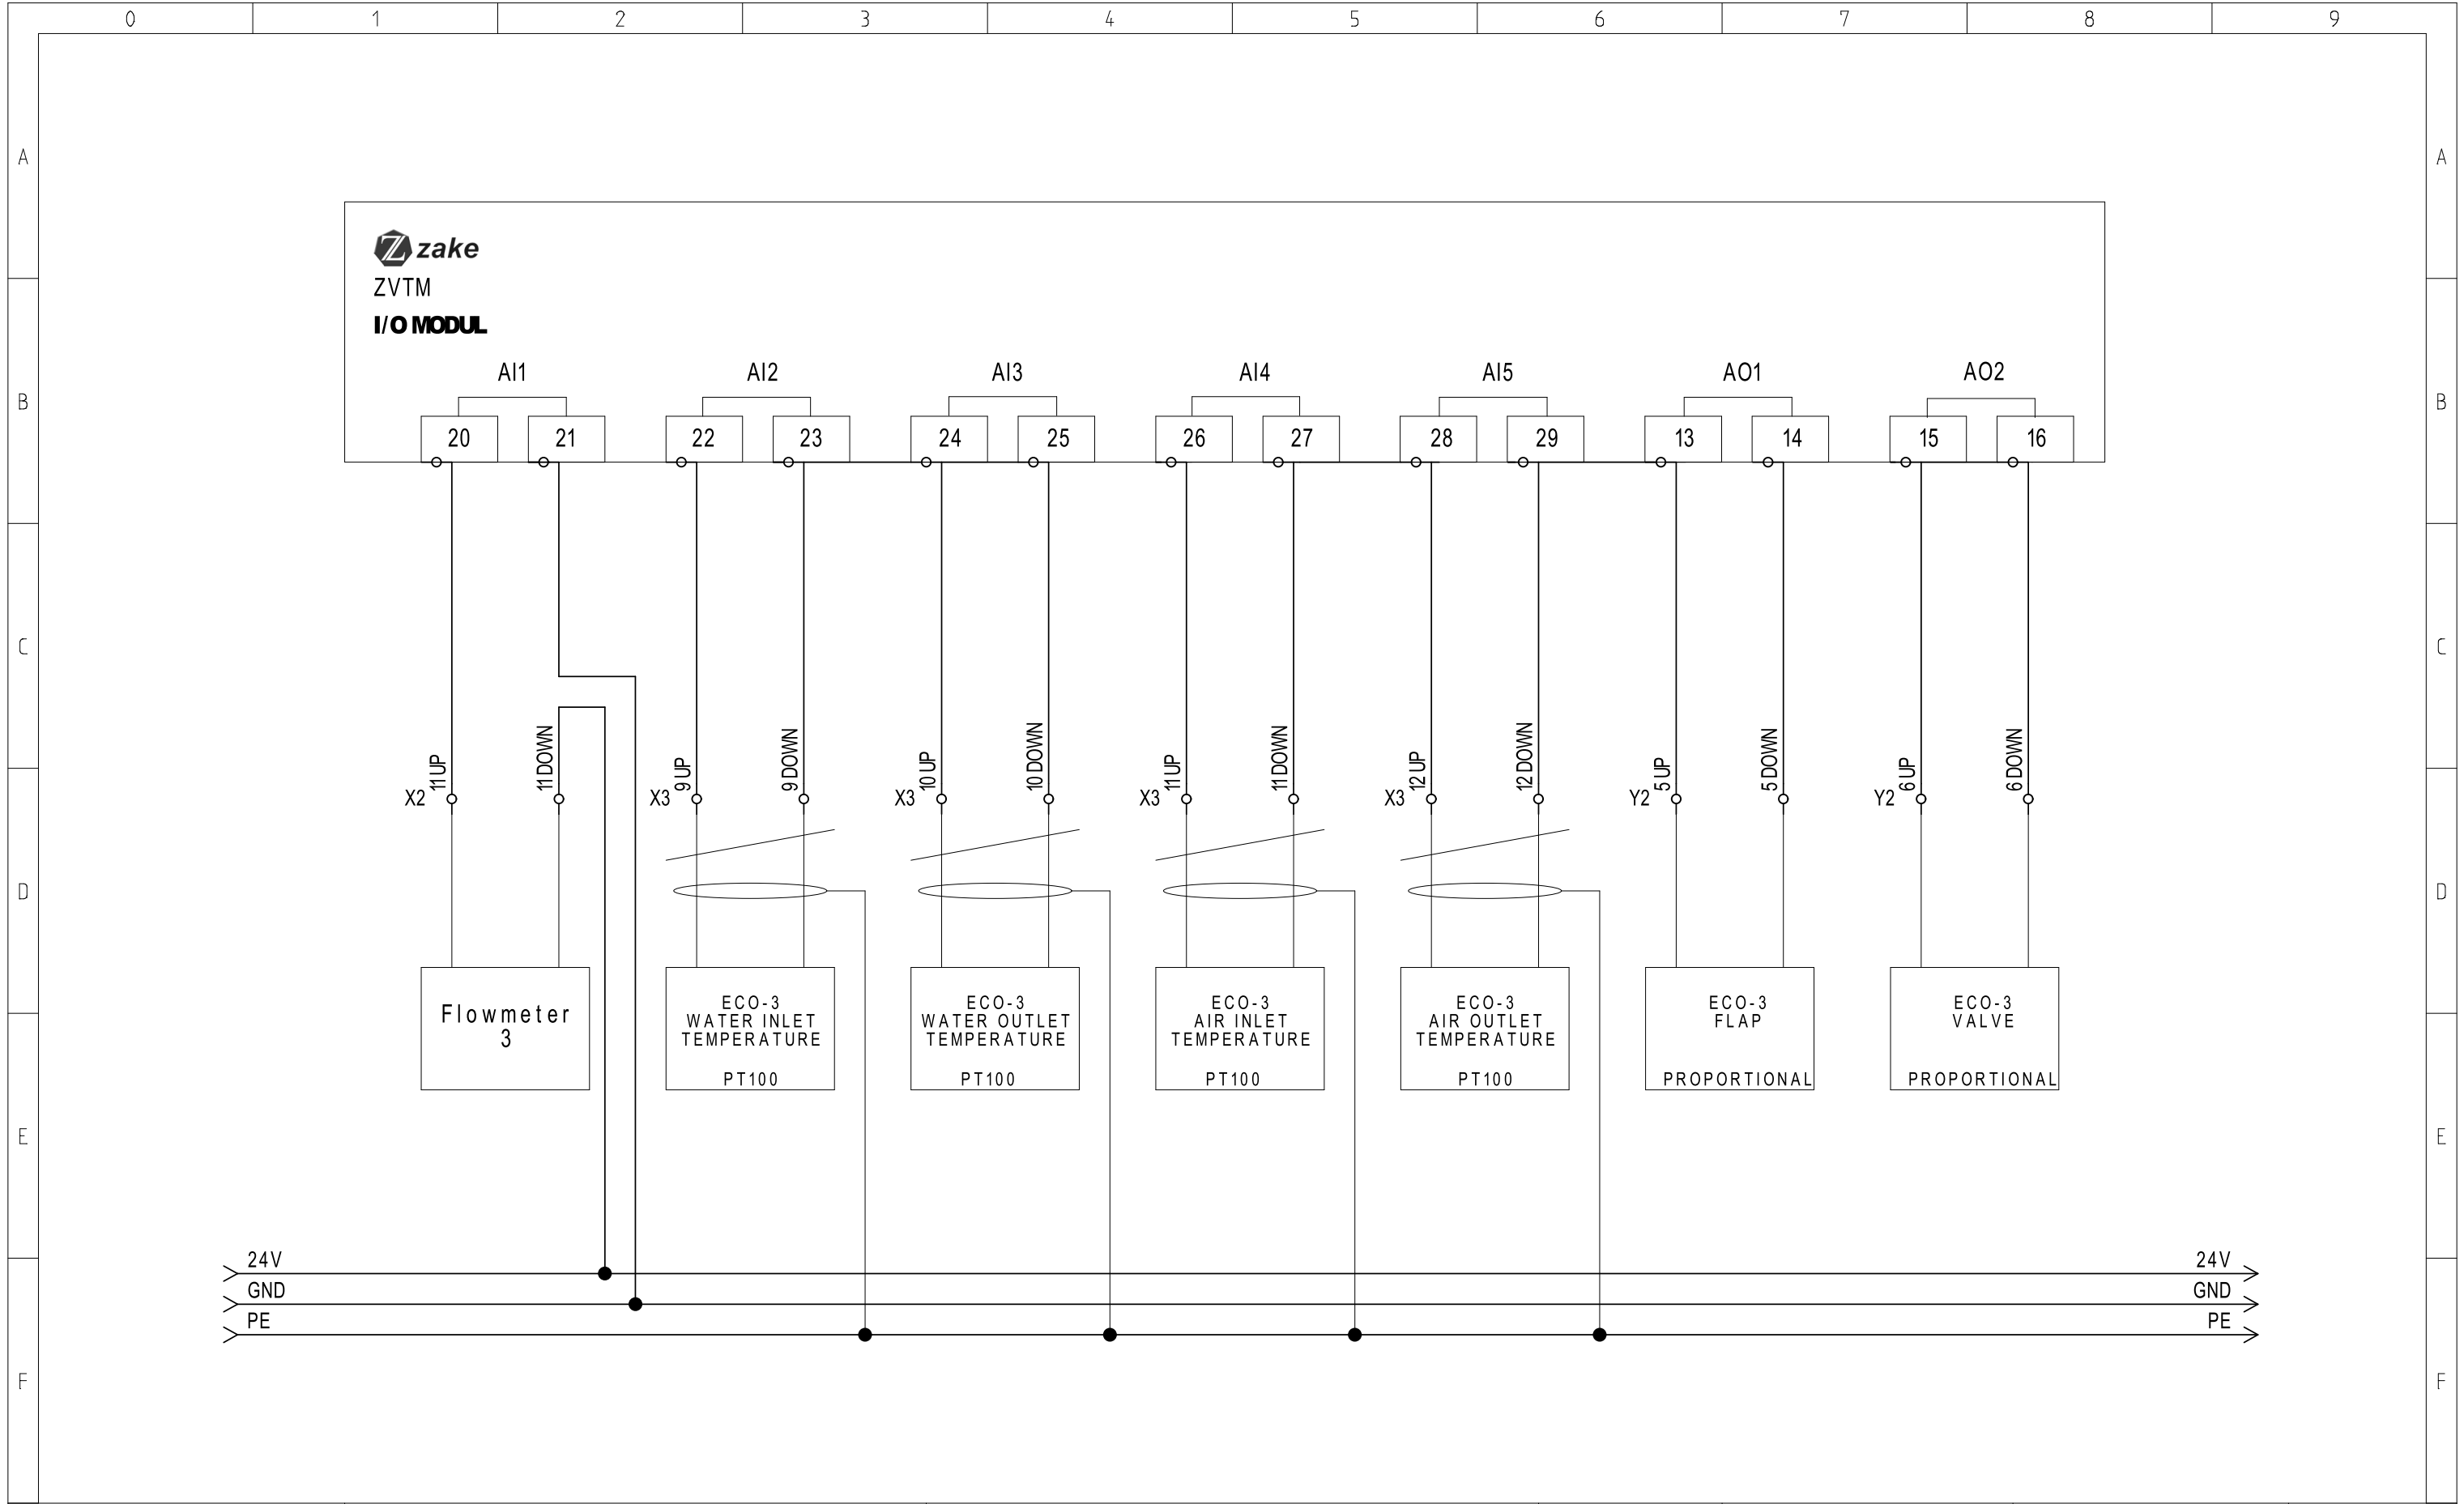 0 1 2 3 4 5 6 7 8 9
A A
zake
ZVTM
I/O MODUL
AI1 AI2 AI3 AI4 AI5 AO1 AO2
B B
20 21 22 23 24 25 26 27 28 29 13 14 15 16
C C
11 UP 11 DOWN 9 UP 9 DOWN 10 UP 10 DOWN 11 UP 11 DOWN 12 UP 12 DOWN 5 UP 5 DOWN 6 UP 6 DOWN
X2 X3 X3 X3 X3 Y2 Y2
D D
Flowmeter
3
ECO-3
WATER INLET
TEMPERATURE
PT100
ECO-3
WATER OUTLET
TEMPERATURE
PT100
ECO-3
AIR INLET
TEMPERATURE
PT100
ECO-3
AIR OUTLET
TEMPERATURE
PT100
ECO-3
FLAP
PROPORTIONAL
ECO-3
VALVE
PROPORTIONAL
E E
24V 24V
GND GND
PE PE
F F